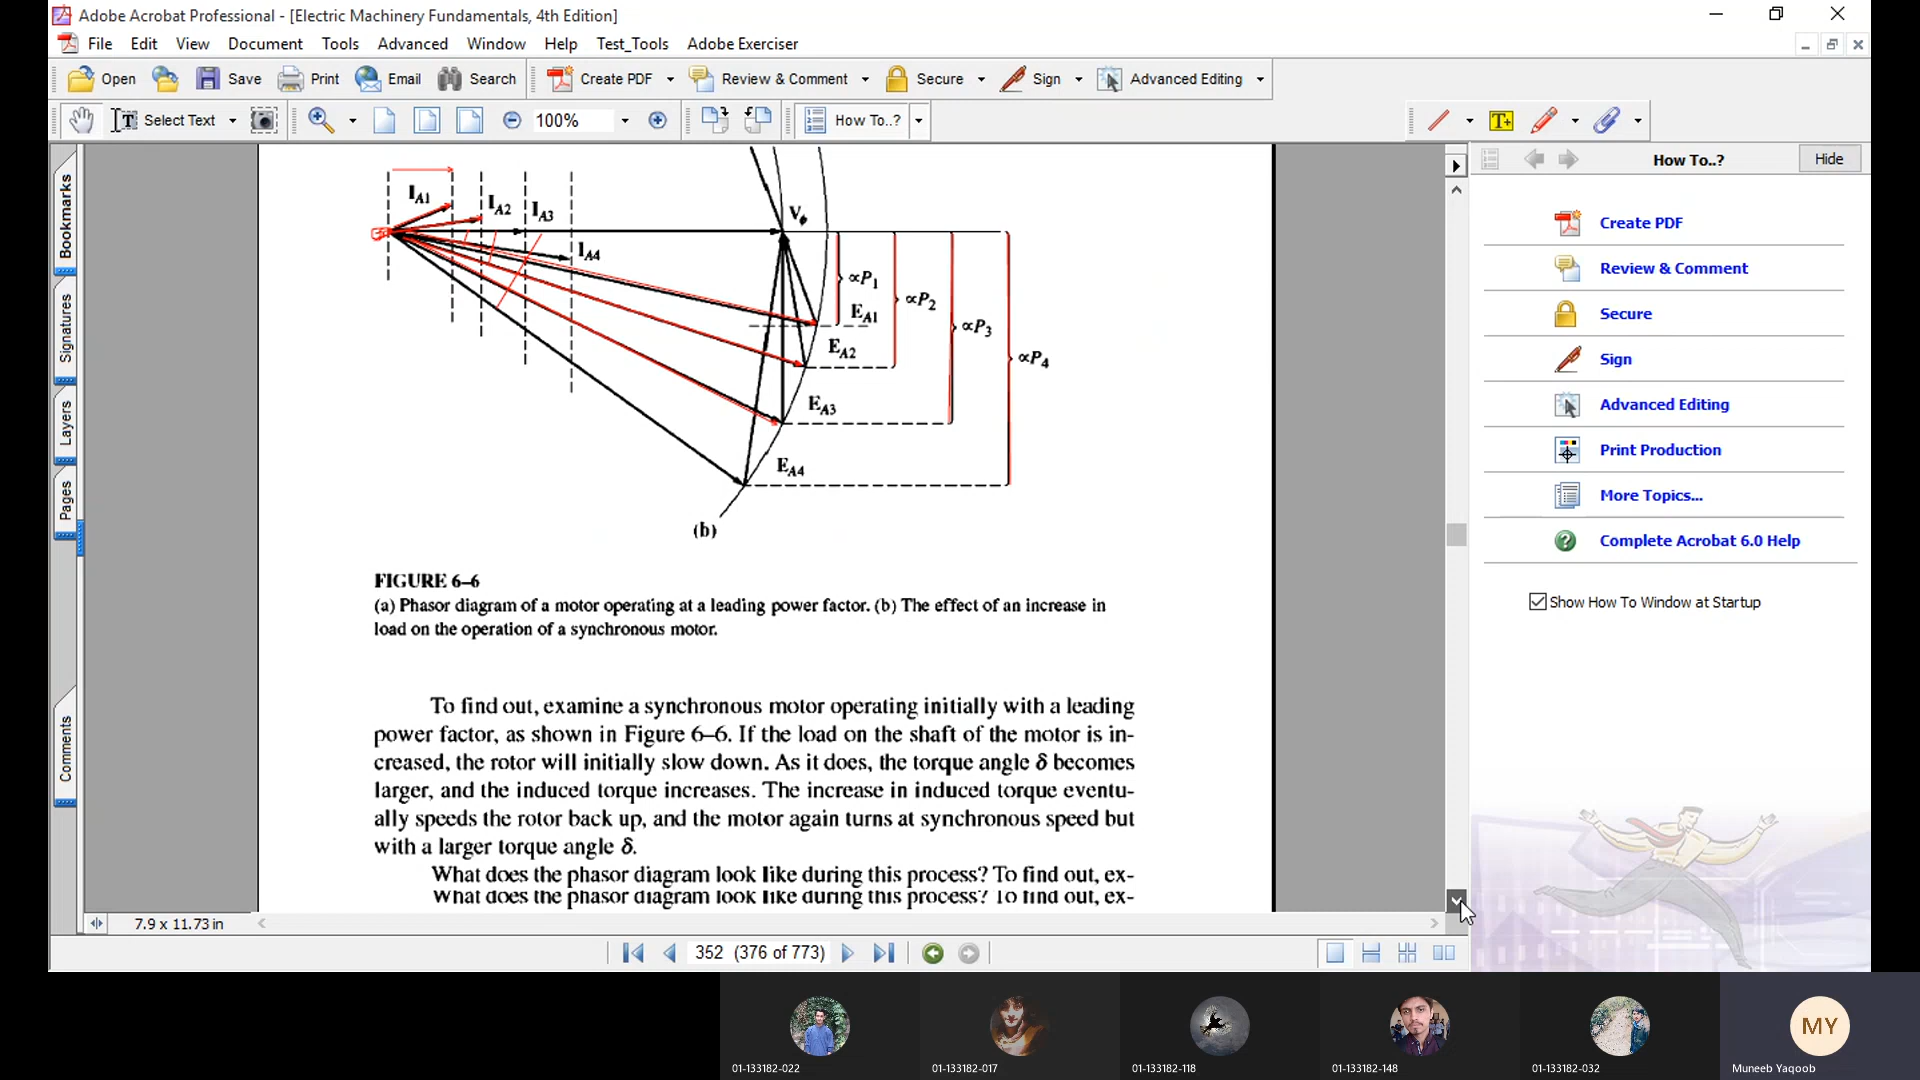 Adobe Acrobat Professional - [Electric Machinery Fundamentals, 4th Edition]
File Edit View Document Tools Advanced Window Help Test_Tools Adobe Exerciser
Open Save Print Email Search Create PDF Review & Comment Secure Sign Advanced Editing
Select Text 100% How To..?
How To..? Hide
Bookmarks
Signatures
Layers
Pages
Comments
IA1 IA2 IA3 IA4
Vϕ
∝P1 ∝P2 ∝P3 ∝P4
EA1
EA2
EA3
EA4
(b)
FIGURE 6–6
(a) Phasor diagram of a motor operating at a leading power factor. (b) The effect of an increase in
load on the operation of a synchronous motor.
To find out, examine a synchronous motor operating initially with a leading
power factor, as shown in Figure 6–6. If the load on the shaft of the motor is in-
creased, the rotor will initially slow down. As it does, the torque angle δ becomes
larger, and the induced torque increases. The increase in induced torque eventu-
ally speeds the rotor back up, and the motor again turns at synchronous speed but
with a larger torque angle δ.
What does the phasor diagram look like during this process? To find out, ex-
What does the phasor diagram look like during this process? To find out, ex-
Create PDF
Review & Comment
Secure
Sign
Advanced Editing
Print Production
More Topics...
Complete Acrobat 6.0 Help
Show How To Window at Startup
7.9 x 11.73 in
352 (376 of 773)
01-133182-022
01-133182-017
01-133182-118
01-133182-148
01-133182-032
MY
Muneeb Yaqoob